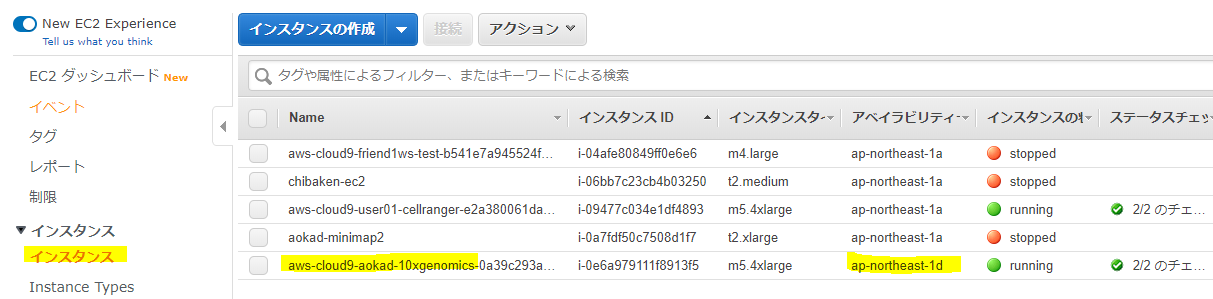 New EC2 Experience
Tell us what you think
EC2 ダッシュボード New
イベント
タグ
レポート
制限
インスタンス
インスタンス
Instance Types
インスタンスの作成 接続 アクション
タグや属性によるフィルター、またはキーワードによる検索
Name インスタンス ID インスタンスタ アベイラビリティ インスタンスの ステータスチェッ
aws-cloud9-friend1ws-test-b541e7a945524f... i-04afe80849ff0e6e6 m4.large ap-northeast-1a stopped
chibaken-ec2 i-06bb7c23cb4b03250 t2.medium ap-northeast-1a stopped
aws-cloud9-user01-cellranger-e2a380061da... i-09477c034e1df4893 m5.4xlarge ap-northeast-1a running 2/2 のチェ...
aokad-minimap2 i-0a7fdf50c7508d1f7 t2.xlarge ap-northeast-1a stopped
aws-cloud9-aokad-10xgenomics-0a39c293a... i-0e6a979111f8913f5 m5.4xlarge ap-northeast-1d running 2/2 のチェ...